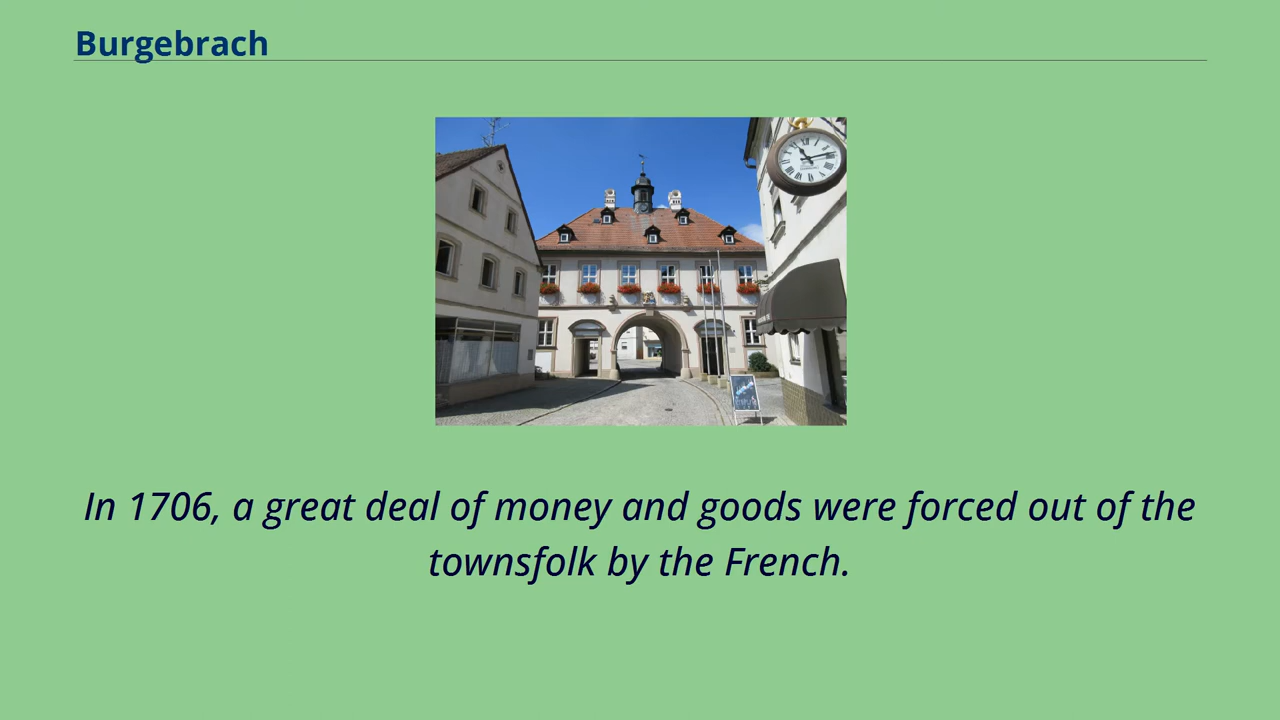 Burgebrach
In 1706, a great deal of money and goods were forced out of the
townsfolk by the French.